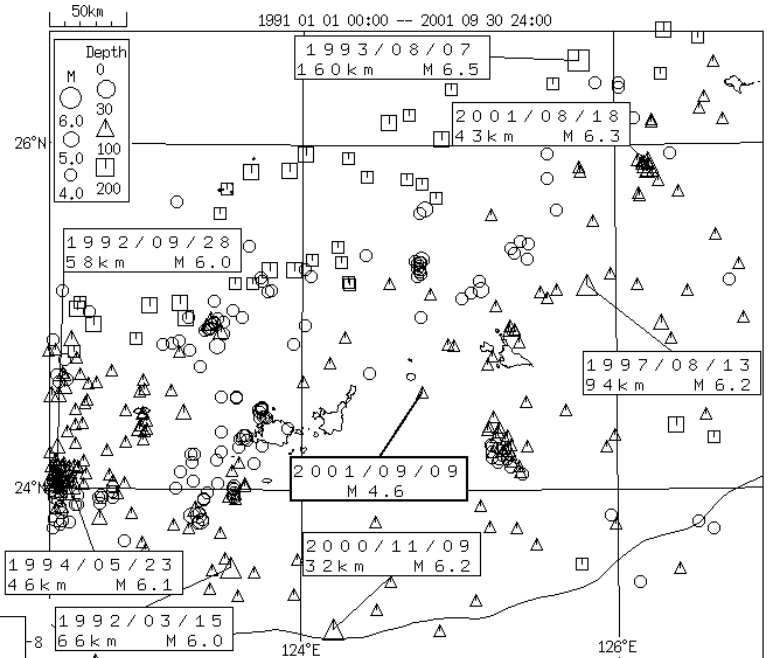 50km
1991 01 01 00:00 -- 2001 09 30 24:00
Depth
M
0
30
6.0
100
5.0
200
4.0
1993/08/07
160km M6.5
2001/08/18
43km M6.3
26°N
1992/09/28
58km M6.0
1997/08/13
94km M6.2
2001/09/09
M4.6
24°N
2000/11/09
32km M6.2
1994/05/23
46km M6.1
1992/03/15
66km M6.0
8
124°E
126°E